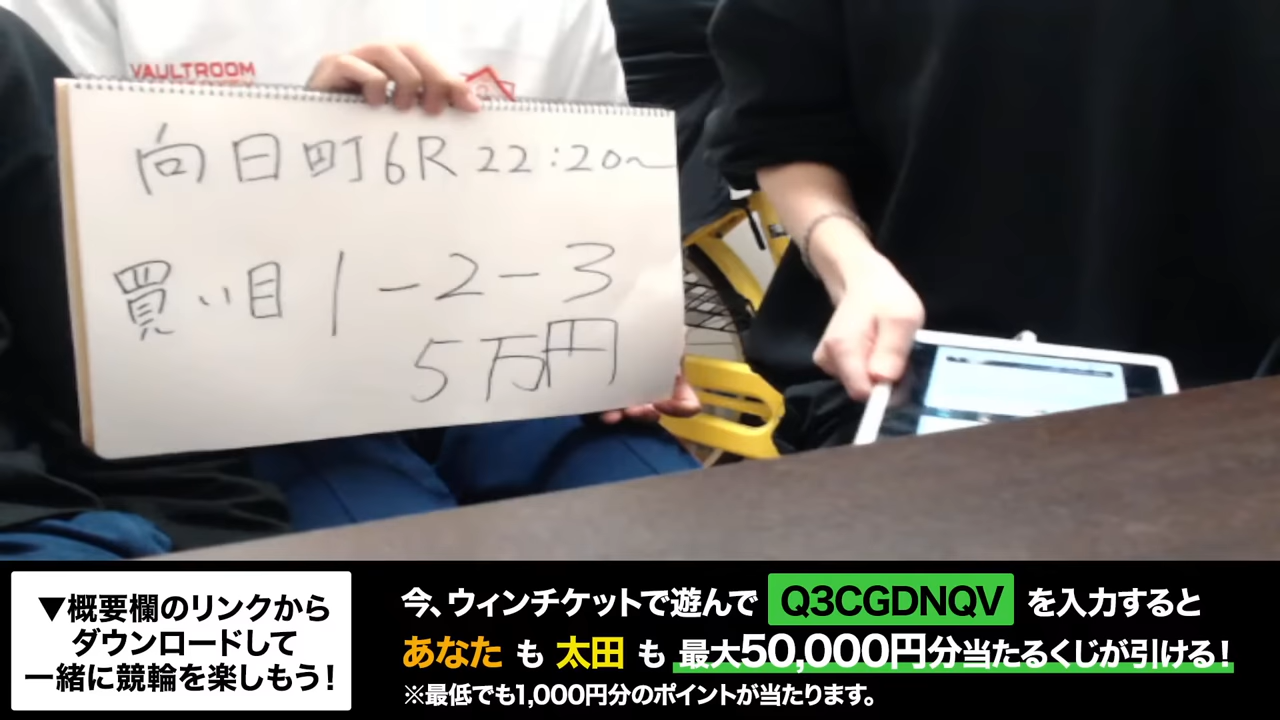 VAULTROOM
向日町6R 22:20〜
買い目 1-2-3
5万円
▼概要欄のリンクから
ダウンロードして
一緒に競輪を楽しもう!
今、ウィンチケットで遊んで Q3CGDNQV を入力すると
あなた も 太田 も 最大50,000円分当たるくじが引ける!
※最低でも1,000円分のポイントが当たります。